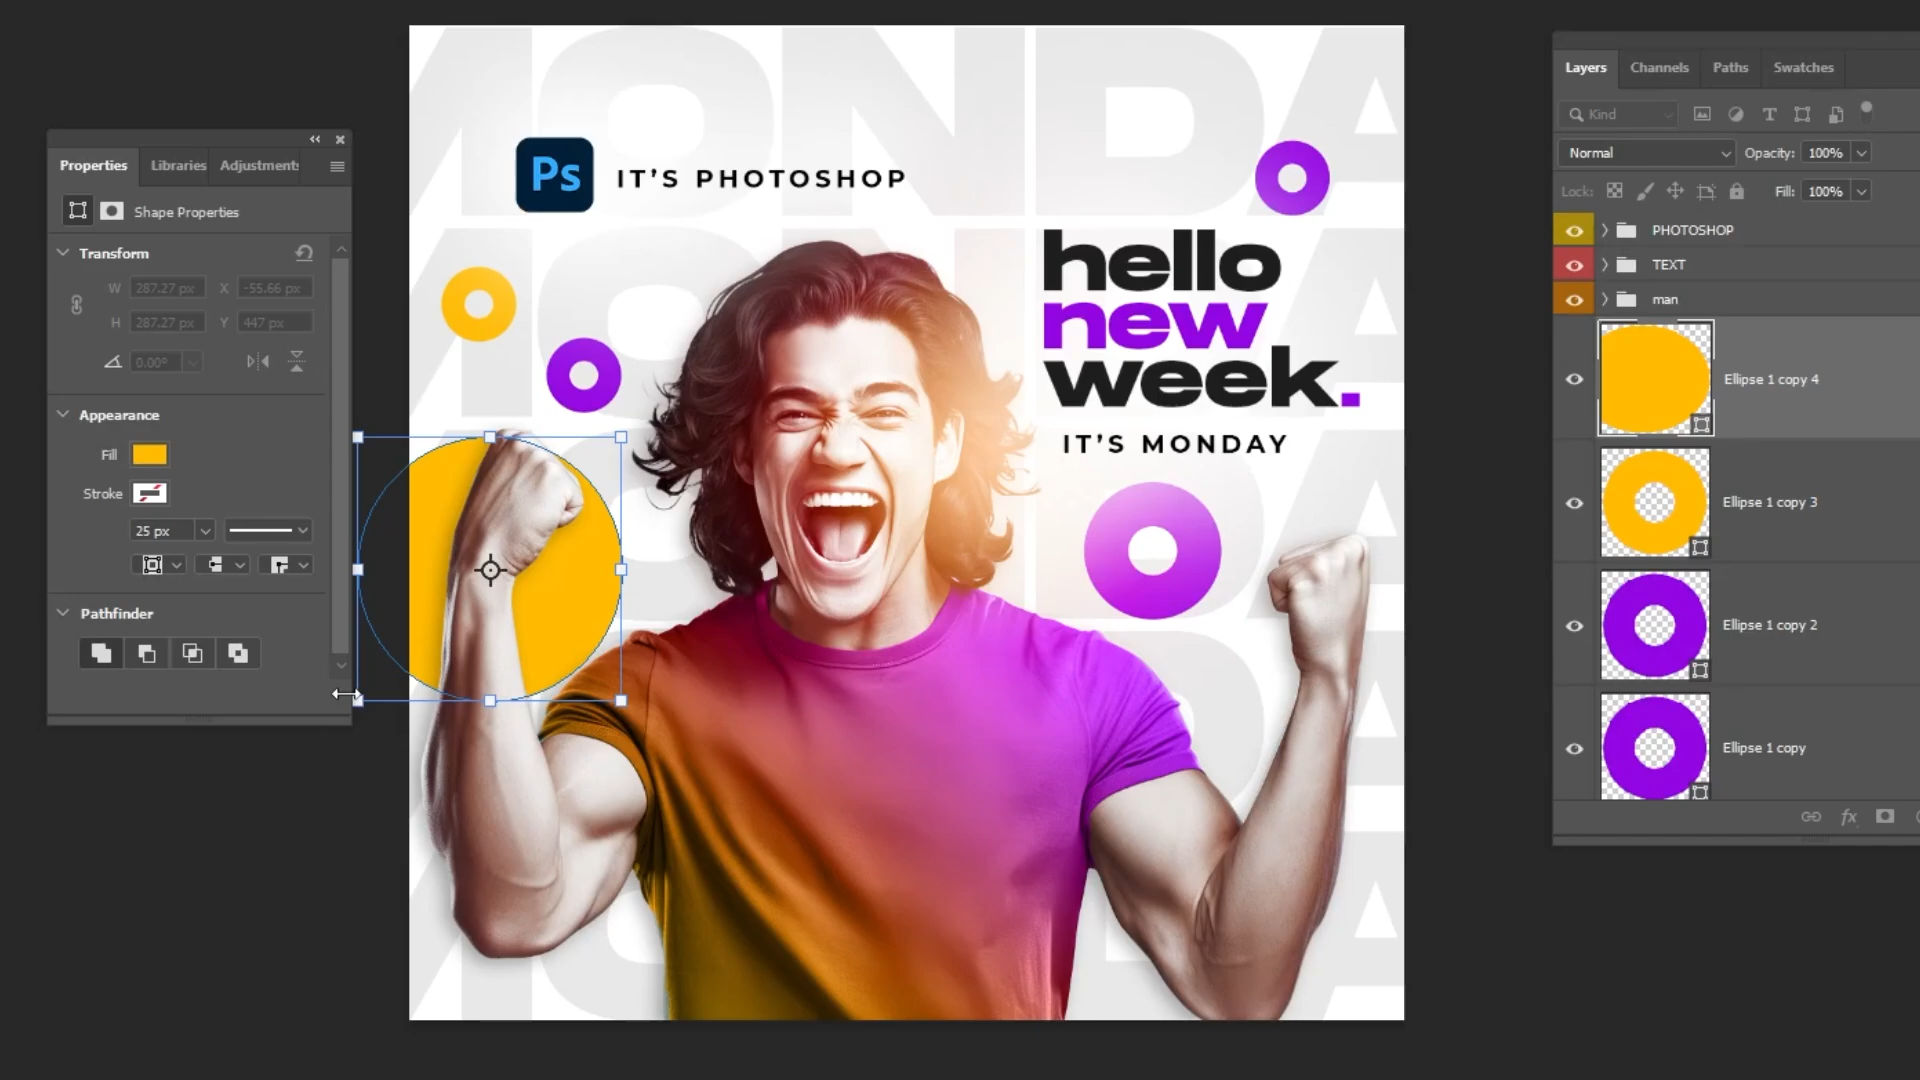 Properties
Libraries
Adjustments
Shape Properties
Transform
W 287.27 px X -55.66 px
H 287.27 px Y 447 px
0.00°
Appearance
Fill
Stroke
25 px
Pathfinder
MONDA
MONDA
Ps IT'S PHOTOSHOP
hello
new
week.
IT'S MONDAY
Layers Channels Paths Swatches
Kind
Normal Opacity: 100%
Lock: Fill: 100%
PHOTOSHOP
TEXT
man
Ellipse 1 copy 4
Ellipse 1 copy 3
Ellipse 1 copy 2
Ellipse 1 copy
fx